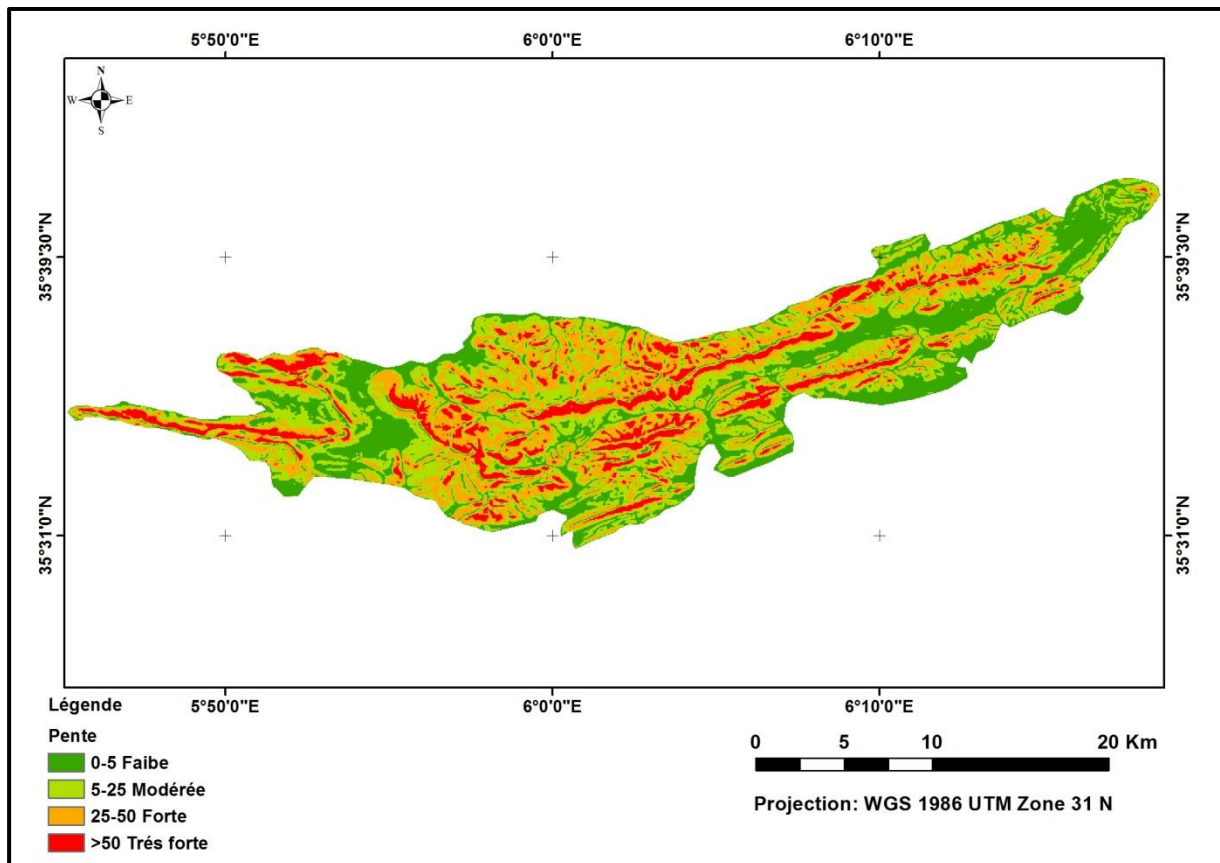 5°50'0"E 6°0'0"E 6°10'0"E
N
W E
S
35°39'30"N 35°39'30"N
35°31'0"N 35°31'0"N
5°50'0"E 6°0'0"E 6°10'0"E
Légende
Pente
0-5 Faibe
5-25 Modérée
25-50 Forte
>50 Trés forte
0 5 10 20 Km
Projection: WGS 1986 UTM Zone 31 N